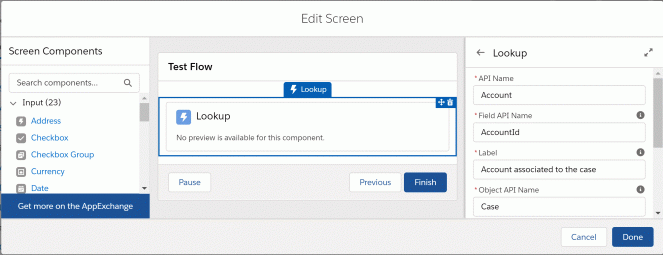 Edit Screen
Screen Components
Search components...
Input (23)
Address
Checkbox
Checkbox Group
Currency
Date
Get more on the AppExchange
Test Flow
Lookup
Lookup
No preview is available for this component.
Pause
Previous
Finish
Lookup
* API Name
Account
* Field API Name
AccountId
* Label
Account associated to the case
* Object API Name
Case
Cancel
Done